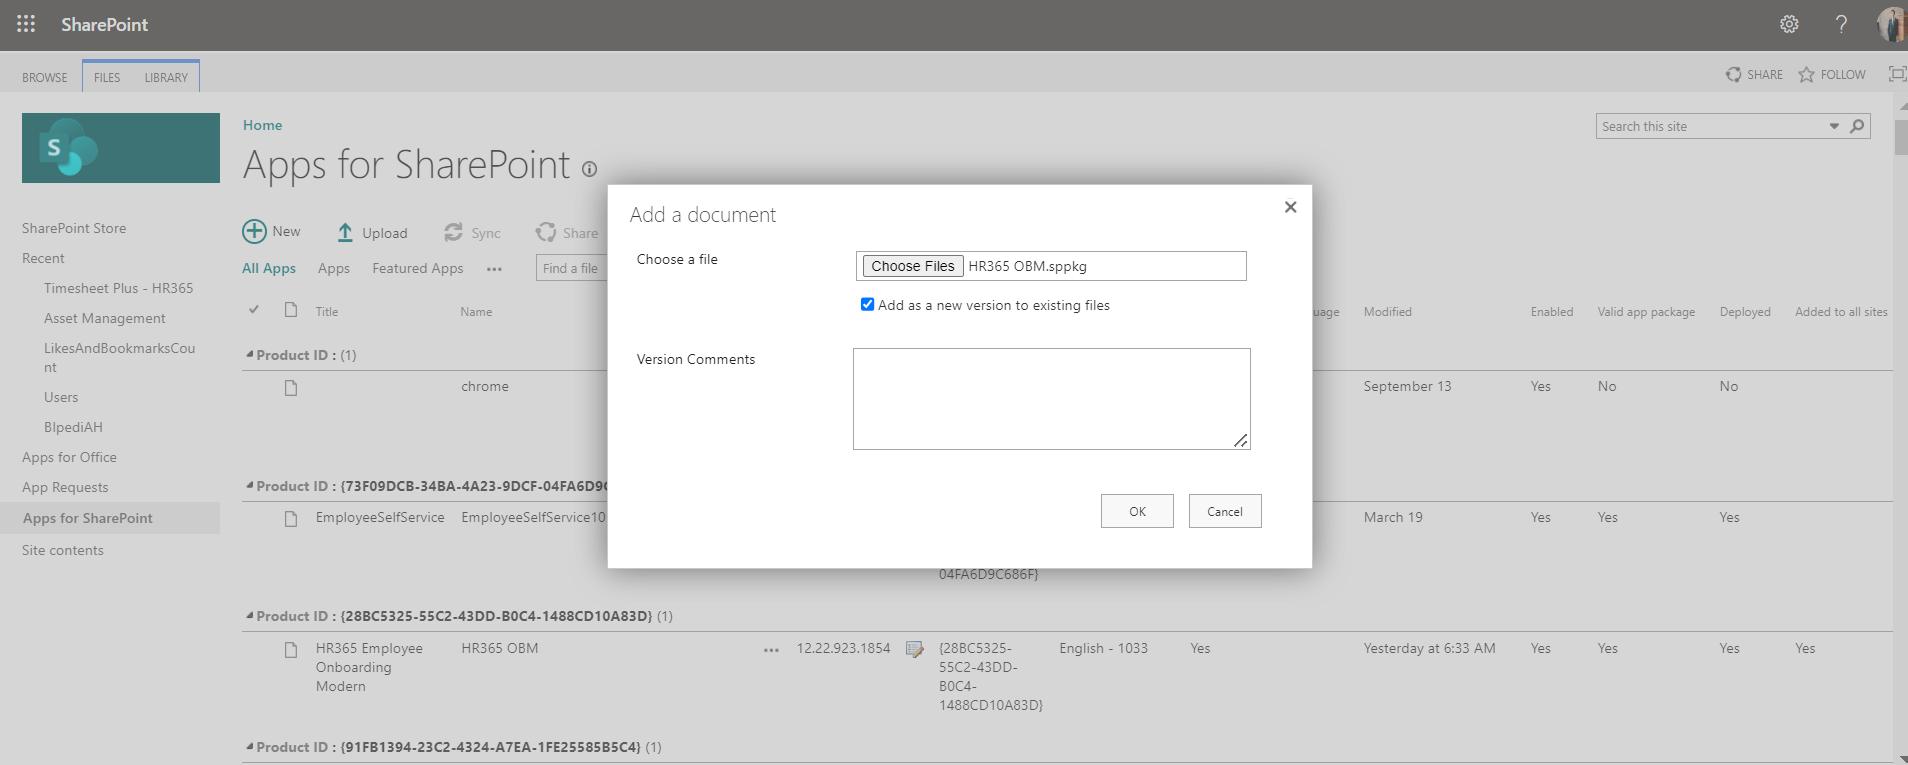 SharePoint
BROWSE FILES LIBRARY SHARE FOLLOW
S
Home
Search this site
Apps for SharePoint
SharePoint Store
Recent
Timesheet Plus - HR365
Asset Management
LikesAndBookmarksCou
nt
Users
BIpediAH
Apps for Office
App Requests
Apps for SharePoint
Site contents
New Upload Sync Share
All Apps Apps Featured Apps ••• Find a file
Title Name uage Modified Enabled Valid app package Deployed Added to all sites
Product ID : (1)
chrome September 13 Yes No No
Product ID : {73F09DCB-34BA-4A23-9DCF-04FA6D9C
EmployeeSelfService EmployeeSelfService10 March 19 Yes Yes Yes
04FA6D9C686F}
Product ID : {28BC5325-55C2-43DD-B0C4-1488CD10A83D} (1)
HR365 Employee HR365 OBM ••• 12.22.923.1854 {28BC5325- English - 1033 Yes Yesterday at 6:33 AM Yes Yes Yes Yes
Onboarding 55C2-43DD-
Modern B0C4-
1488CD10A83D}
Product ID : {91FB1394-23C2-4324-A7EA-1FE25585B5C4} (1)
Add a document
Choose a file Choose Files HR365 OBM.sppkg
Add as a new version to existing files
Version Comments
OK Cancel